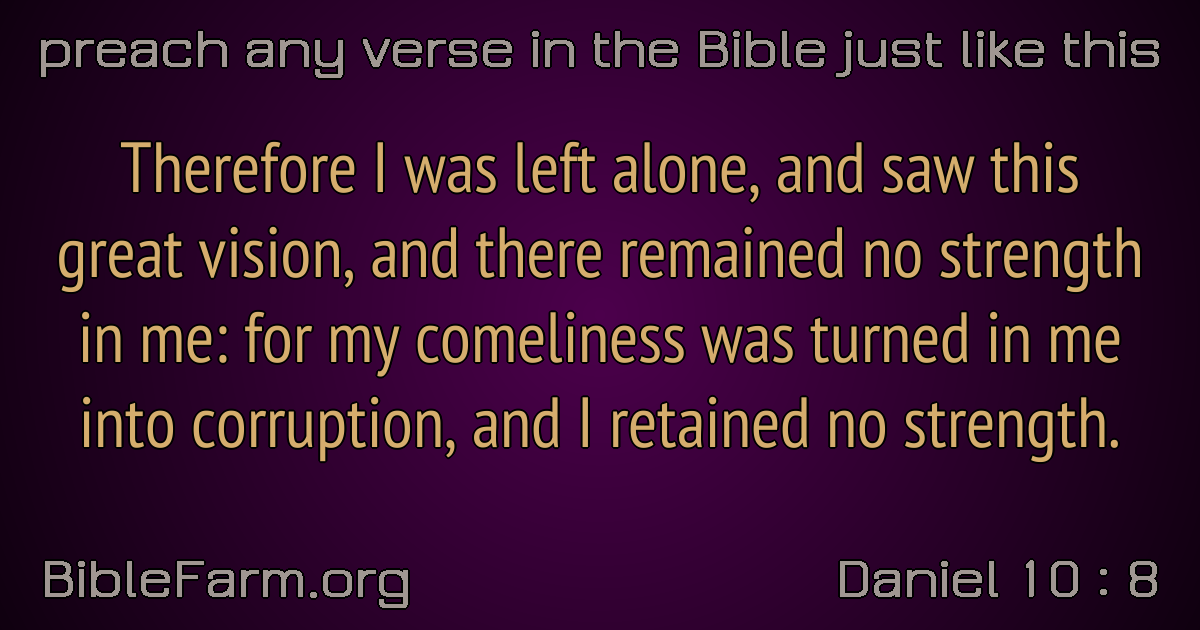 preach any verse in the Bible just like this
Therefore I was left alone, and saw this
great vision, and there remained no strength
in me: for my comeliness was turned in me
into corruption, and I retained no strength.
BibleFarm.org
Daniel 10 : 8